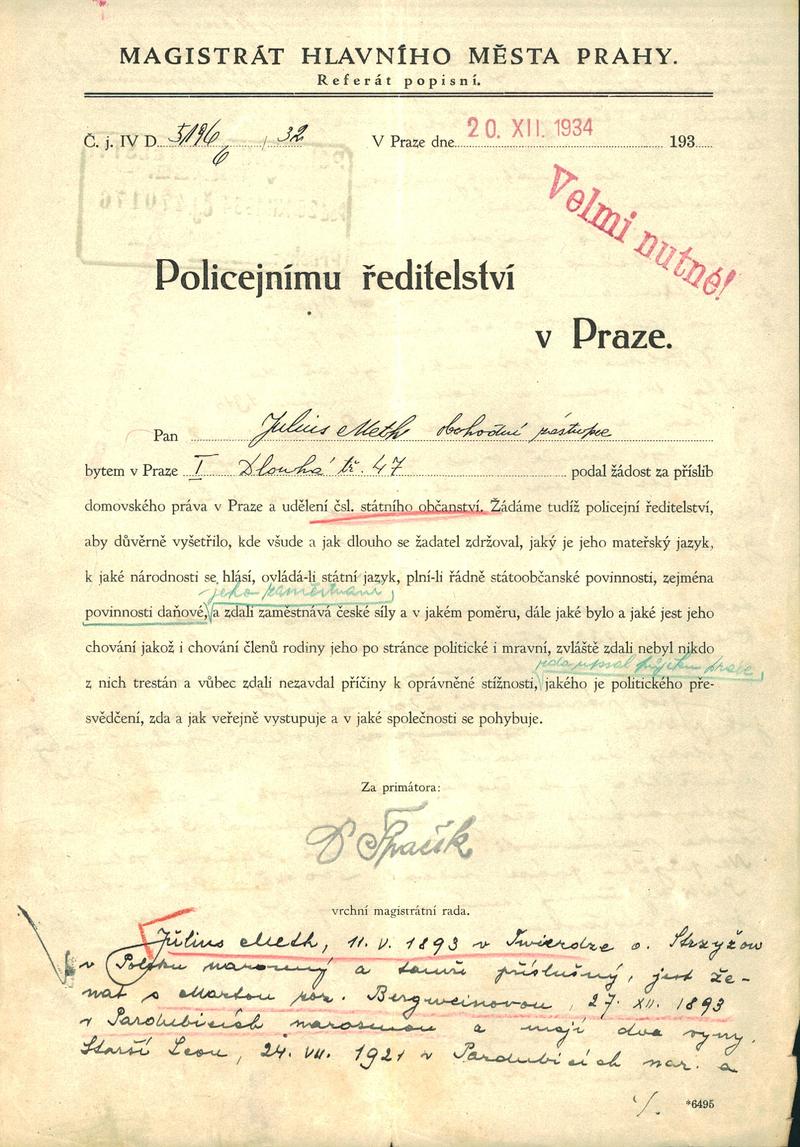 MAGISTRÁT HLAVNÍHO MĚSTA PRAHY.
Referát popisní.
Č. j. IV D. 5196/32
6
V Praze dne 20. XII. 1934 193
Velmi nutné!
Policejnímu ředitelství
v Praze.
Pan Julius Meth obchodní zástupce
bytem v Praze I Dlouhá tř. 47 podal žádost za příslib
domovského práva v Praze a udělení čsl. státního občanství. Žádáme tudíž policejní ředitelství,
aby důvěrně vyšetřilo, kde všude a jak dlouho se žadatel zdržoval, jaký je jeho mateřský jazyk,
k jaké národnosti se hlásí, ovládá-li státní jazyk, plní-li řádně státoobčanské povinnosti, zejména
jeho zaměstnání,
povinnosti daňové, a zdali zaměstnává české síly a v jakém poměru, dále jaké bylo a jaké jest jeho
chování jakož i chování členů rodiny jeho po stránce politické i mravní, zvláště zdali nebyl nikdo
zda upsal půjčku práce,
z nich trestán a vůbec zdali nezavdal příčiny k oprávněné stížnosti, jakého je politického pře-
svědčení, zda a jak veřejně vystupuje a v jaké společnosti se pohybuje.
Za primátora:
vrchní magistrátní rada.
Julius Meth, 11. V. 1893 v Twierdze o. Strzyżow
v Polsku narozený a tamže příslušný, jest že-
nat s Martou roz. Bergweinovou, 27. XII. 1893
v Pardubicích narozenou a mají dva syny.
Starší Leon, 24. VII. 1921 v Pardubicích nar. a
./.
*6495